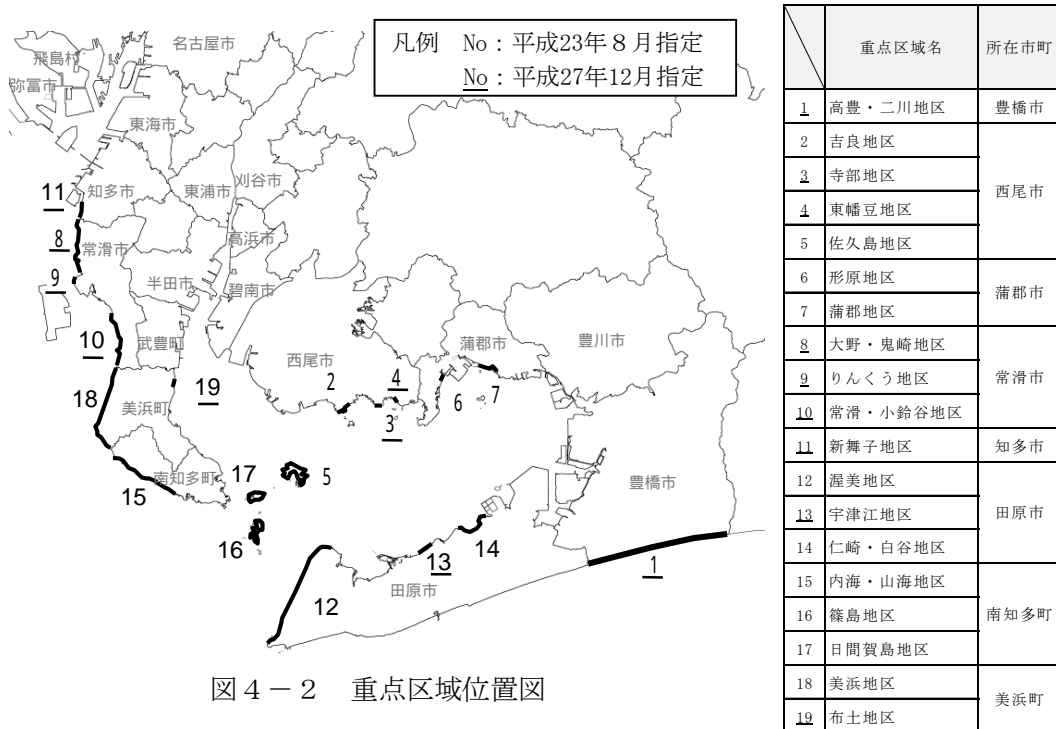 凡例 No：平成23年８月指定
No：平成27年12月指定
名古屋市
飛島村
弥富市
東海市
知多市
東浦市
刈谷市
11
8
常滑市
高浜市
9
半田市
碧南市
10
武豊町
西尾市
蒲郡市
豊川市
19
2
4
18
美浜町
3
6
7
15
南知多町
17
5
豊橋市
16
14
13
1
12
田原市
図４－２ 重点区域位置図
重点区域名 所在市町
1 高豊・二川地区 豊橋市
2 吉良地区
3 寺部地区
西尾市
4 東幡豆地区
5 佐久島地区
6 形原地区
蒲郡市
7 蒲郡地区
8 大野・鬼崎地区
9 りんくう地区 常滑市
10 常滑・小鈴谷地区
11 新舞子地区 知多市
12 渥美地区
13 宇津江地区 田原市
14 仁崎・白谷地区
15 内海・山海地区
16 篠島地区 南知多町
17 日間賀島地区
18 美浜地区
美浜町
19 布土地区